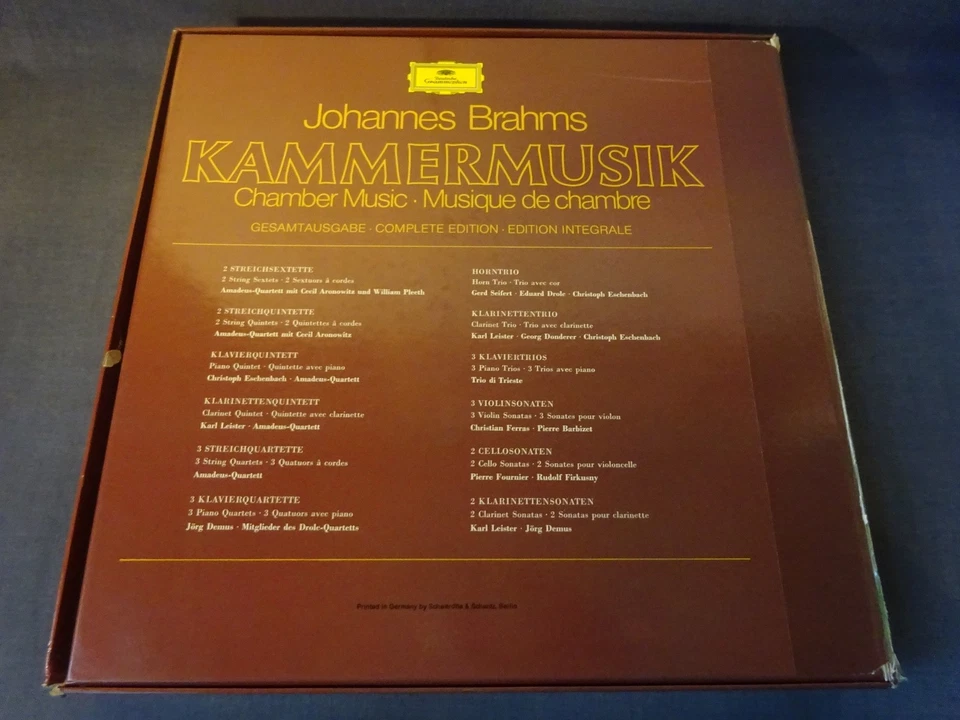 Deutsche
Grammophon
Johannes Brahms
KAMMERMUSIK
Chamber Music · Musique de chambre
GESAMTAUSGABE · COMPLETE EDITION · EDITION INTEGRALE
2 STREICHSEXTETTE
2 String Sextets · 2 Sextuors à cordes
Amadeus-Quartett mit Cecil Aronowitz und William Pleeth
2 STREICHQUINTETTE
2 String Quintets · 2 Quintettes à cordes
Amadeus-Quartett mit Cecil Aronowitz
KLAVIERQUINTETT
Piano Quintet · Quintette avec piano
Christoph Eschenbach · Amadeus-Quartett
KLARINETTENQUINTETT
Clarinet Quintet · Quintette avec clarinette
Karl Leister · Amadeus-Quartett
3 STREICHQUARTETTE
3 String Quartets · 3 Quatuors à cordes
Amadeus-Quartett
3 KLAVIERQUARTETTE
3 Piano Quartets · 3 Quatuors avec piano
Jörg Demus · Mitglieder des Drolc-Quartetts
HORNTRIO
Horn Trio · Trio avec cor
Gerd Seifert · Eduard Drolc · Christoph Eschenbach
KLARINETTENTRIO
Clarinet Trio · Trio avec clarinette
Karl Leister · Georg Donderer · Christoph Eschenbach
3 KLAVIERTRIOS
3 Piano Trios · 3 Trios avec piano
Trio di Trieste
3 VIOLINSONATEN
3 Violin Sonatas · 3 Sonates pour violon
Christian Ferras · Pierre Barbizet
2 CELLOSONATEN
2 Cello Sonatas · 2 Sonates pour violoncelle
Pierre Fournier · Rudolf Firkusny
2 KLARINETTENSONATEN
2 Clarinet Sonatas · 2 Sonatas pour clarinette
Karl Leister · Jörg Demus
Printed in Germany by
Berlin